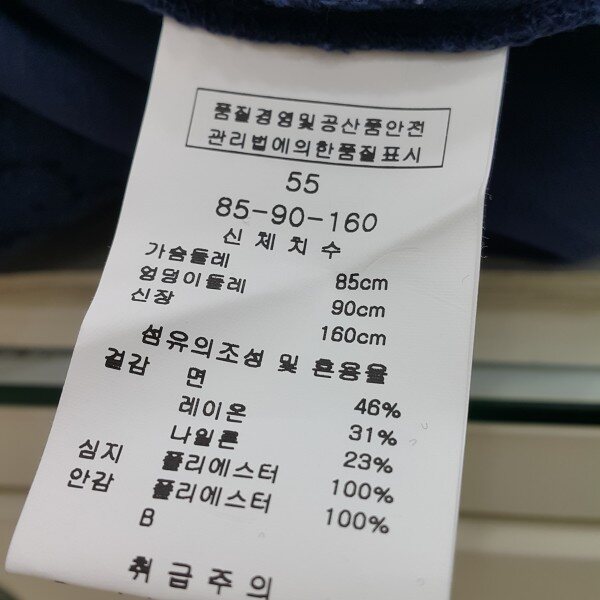 품질경영및공산품안전
관리법에의한품질표시
55
85-90-160
신체치수
가슴둘레 85cm
엉덩이둘레 90cm
신장 160cm
섬유의조성 및 혼용율
겉감 면 46%
레이온 31%
나일론 23%
심지 폴리에스터 100%
안감 폴리에스터 100%
B
취급주의